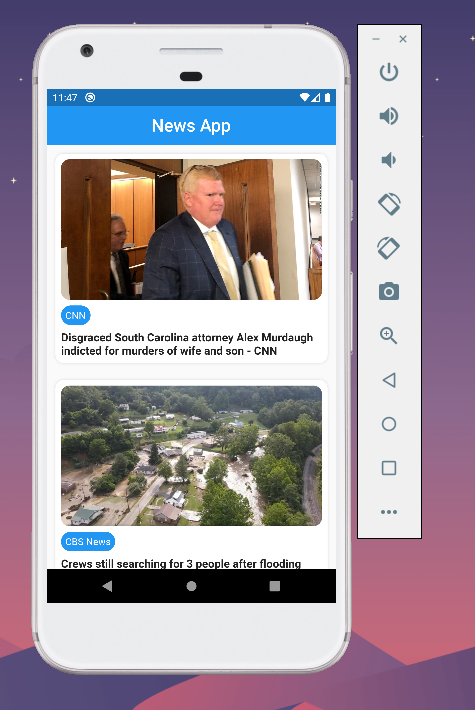 11:47
News App
CNN
Disgraced South Carolina attorney Alex Murdaugh
indicted for murders of wife and son - CNN
CBS News
Crews still searching for 3 people after flooding